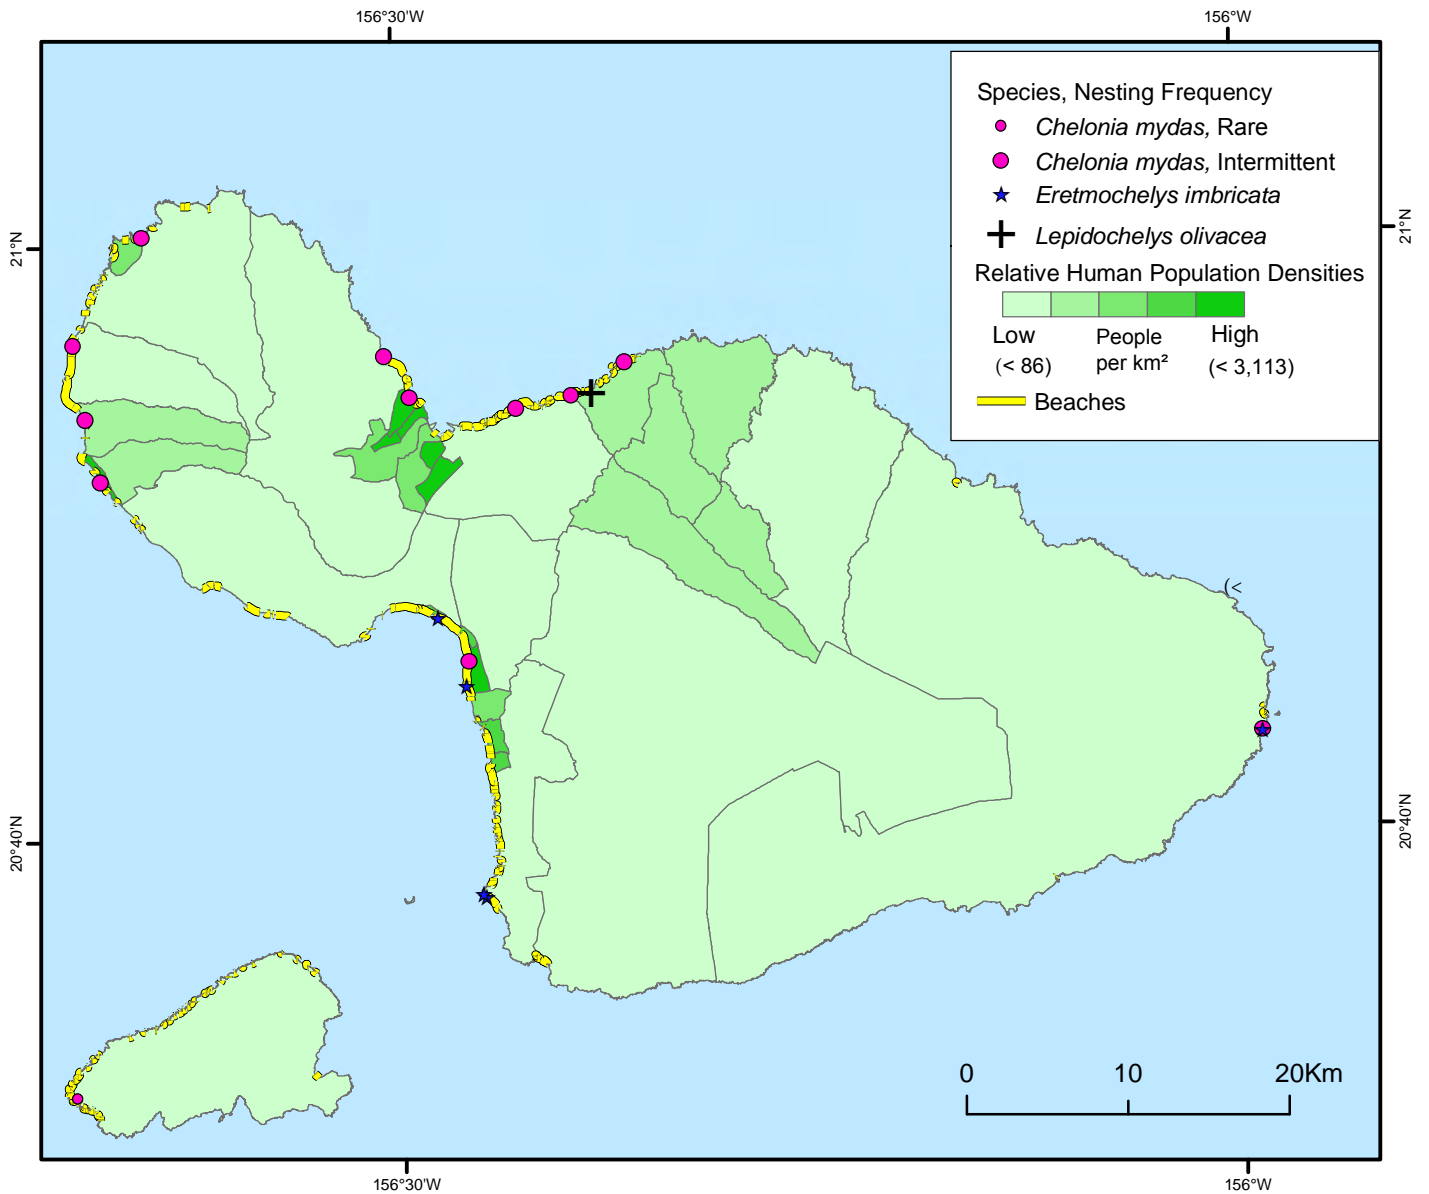 156°30'W
156°W
Species, Nesting Frequency
Chelonia mydas, Rare
Chelonia mydas, Intermittent
Eretmochelys imbricata
Lepidochelys olivacea
Relative Human Population Densities
Low People High
(< 86) per km² (< 3,113)
Beaches
21°N
21°N
(<
20°40'N
20°40'N
0 10 20Km
156°30'W
156°W